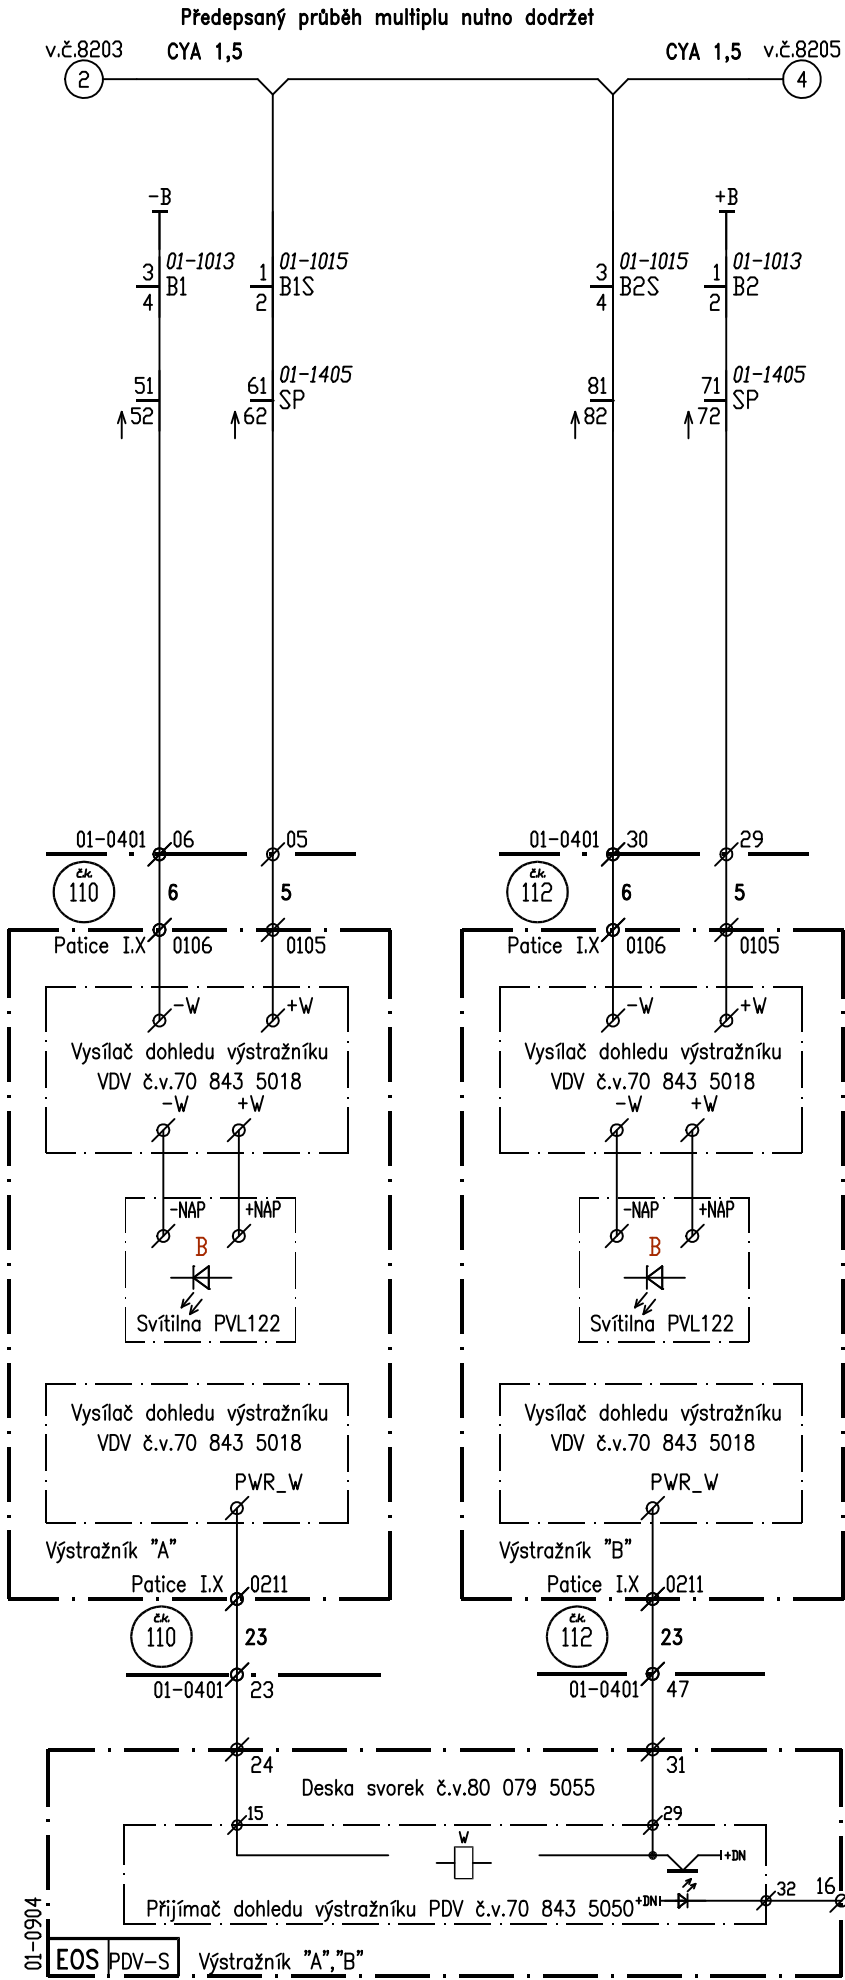 Předepsaný průběh multiplu nutno dodržet
v.č.8203 CYA 1,5 CYA 1,5 v.č.8205
2 4
-B +B
3 01-1013 1 01-1015 3 01-1015 1 01-1013
B1 B1S B2S B2
4 2 4 2
51 61 01-1405 81 71 01-1405
SP SP
52 62 82 72
01-0401 06 05 01-0401 30 29
č.k. č.k.
110 6 5 112 6 5
Patice I.X 0106 0105 Patice I.X 0106 0105
-W +W -W +W
Vysílač dohledu výstražníku Vysílač dohledu výstražníku
VDV č.v.70 843 5018 VDV č.v.70 843 5018
-W +W -W +W
-NAP +NAP -NAP +NAP
B B
Svítilna PVL122 Svítilna PVL122
Vysílač dohledu výstražníku Vysílač dohledu výstražníku
VDV č.v.70 843 5018 VDV č.v.70 843 5018
PWR_W PWR_W
Výstražník "A" Výstražník "B"
Patice I.X 0211 Patice I.X 0211
č.k. č.k.
110 23 112 23
01-0401 23 01-0401 47
24 31
Deska svorek č.v.80 079 5055
15 29
W
+DN
Přijímač dohledu výstražníku PDV č.v.70 843 5050 +DN 32 16
01-0904
EOS PDV-S Výstražník "A","B"